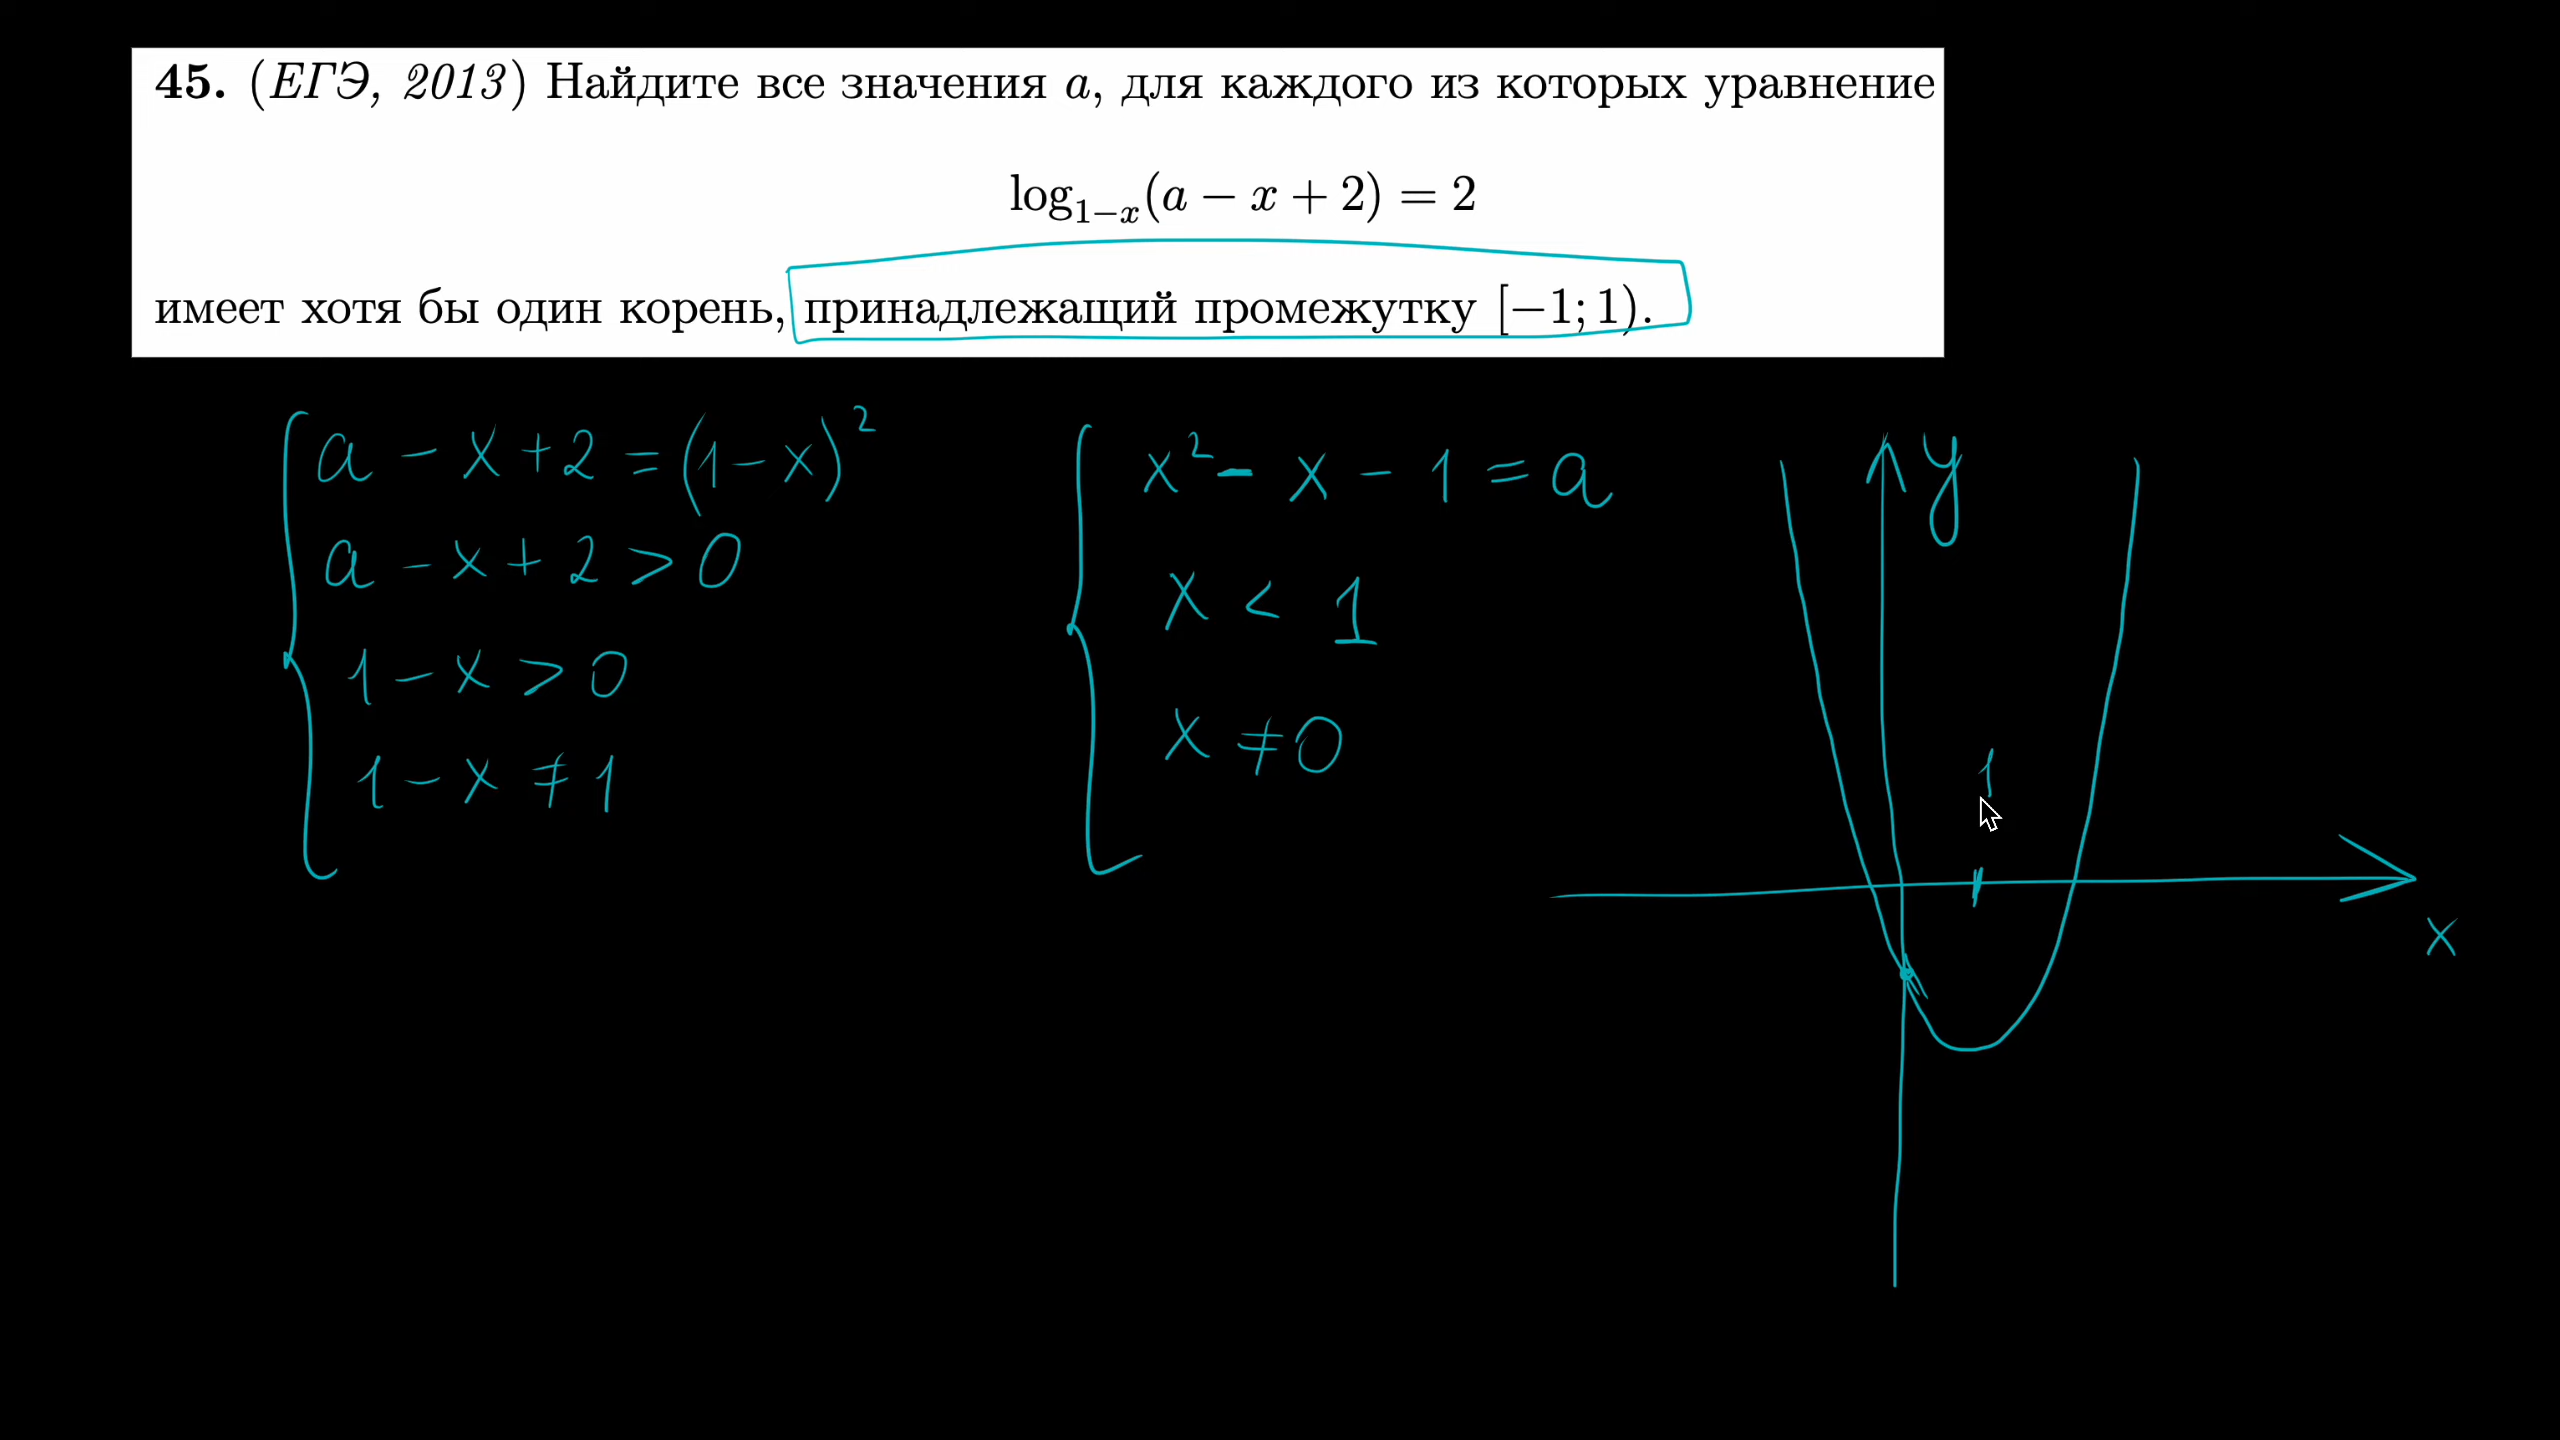 45. (ЕГЭ, 2013) Найдите все значения a, для каждого из которых уравнение
log₁₋ₓ(a − x + 2) = 2
имеет хотя бы один корень, принадлежащий промежутку [−1; 1).
a − x + 2 = (1 − x)²
a − x + 2 > 0
1 − x > 0
1 − x ≠ 1
x² − x − 1 = a
x < 1
x ≠ 0
y
1
x